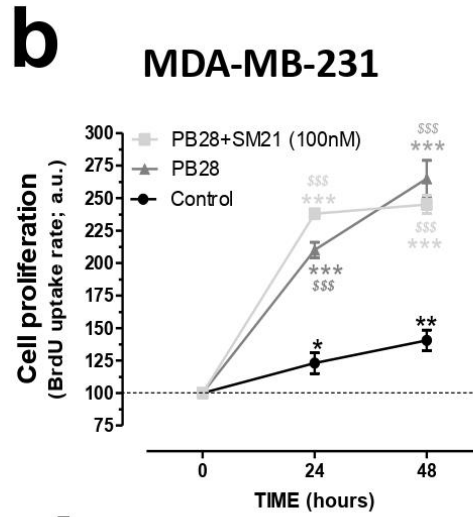 b
MDA-MB-231
Cell proliferation
(BrdU uptake rate; a.u.)
300
275
250
225
200
175
150
125
100
75
PB28+SM21 (100nM)
PB28
Control
$$$
***
$$$
***
$$$
***
***
$$$
*
**
0 24 48
TIME (hours)